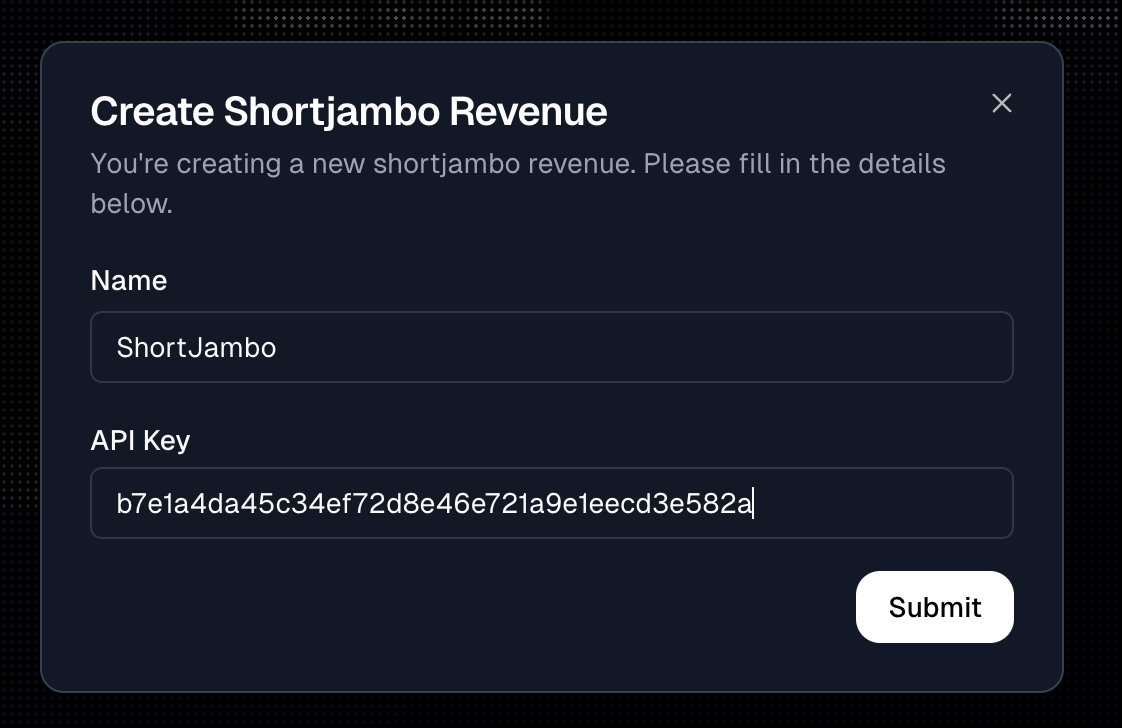 Create Shortjambo Revenue
You're creating a new shortjambo revenue. Please fill in the details
below.
Name
ShortJambo
API Key
b7e1a4da45c34ef72d8e46e721a9e1eecd3e582a
Submit